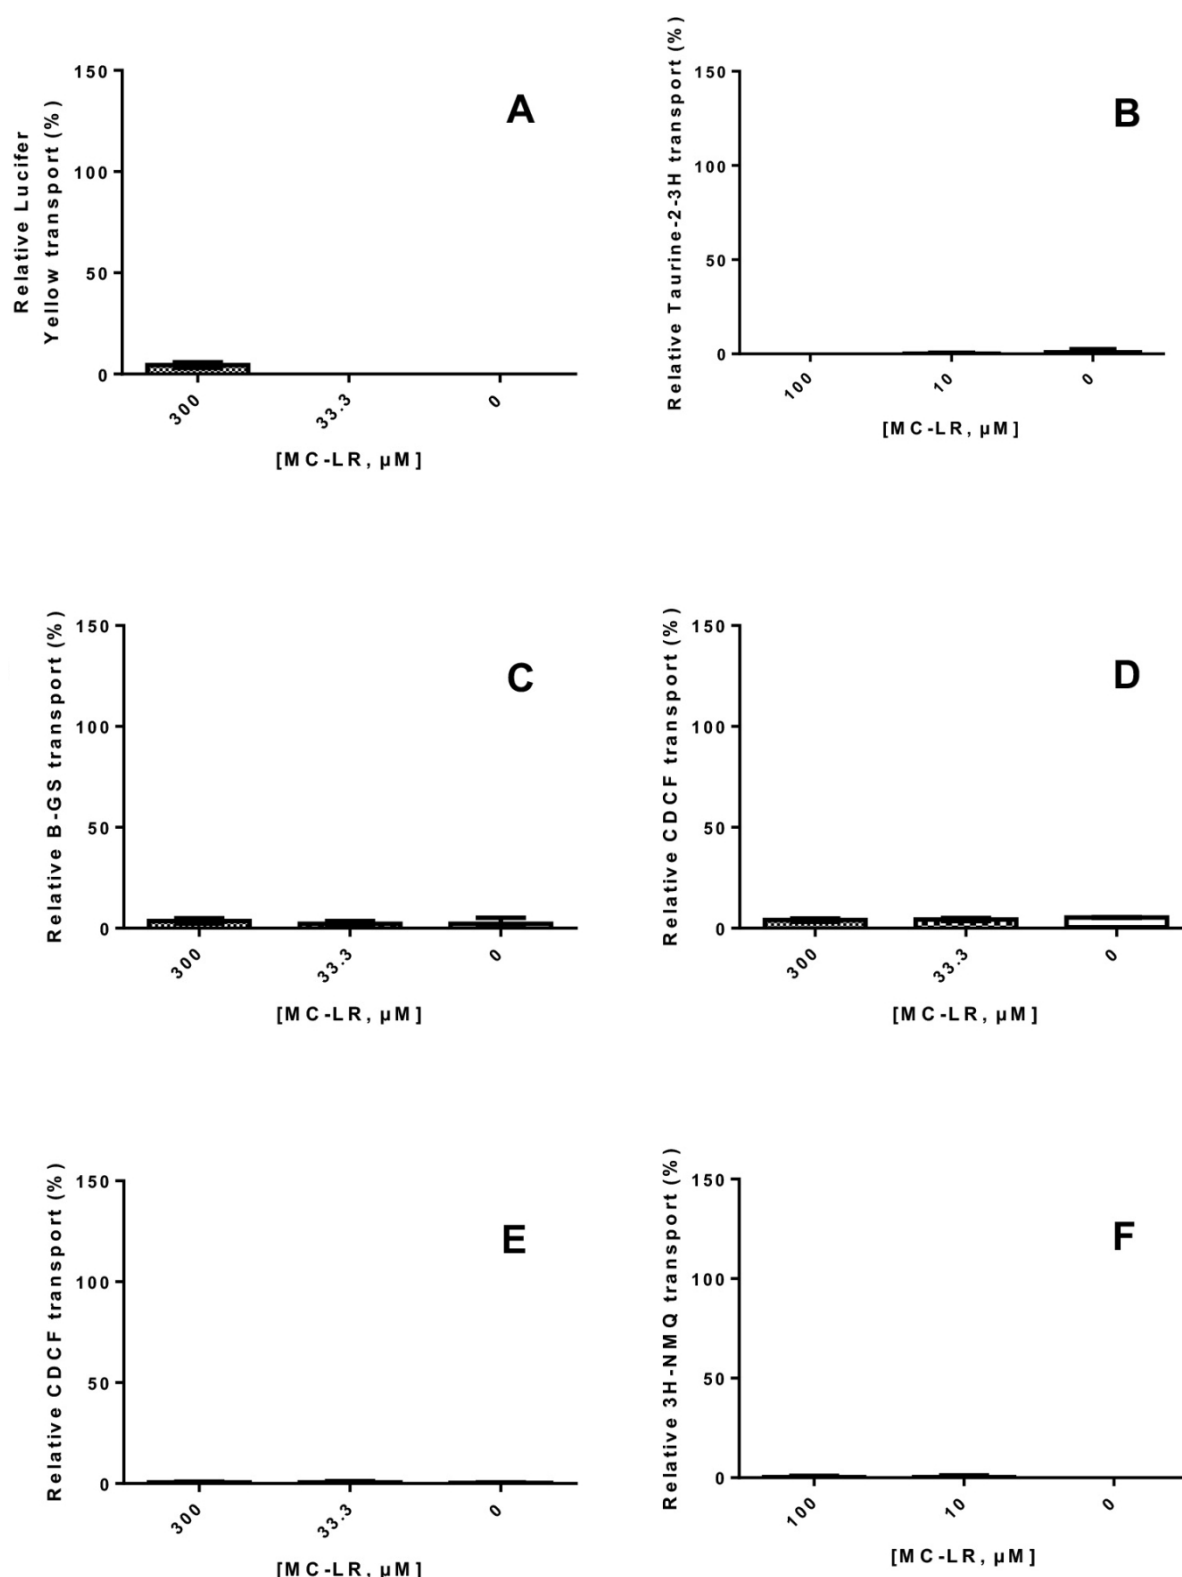 A
Relative Lucifer
Yellow transport (%)
150
100
50
0
300
33.3
0
[MC-LR, µM]
B
Relative Taurine-2-3H transport (%)
150
100
50
0
100
10
0
[MC-LR, µM]
C
Relative B-GS transport (%)
150
100
50
0
300
33.3
0
[MC-LR, µM]
D
Relative CDCF transport (%)
150
100
50
0
300
33.3
0
[MC-LR, µM]
E
Relative CDCF transport (%)
150
100
50
0
300
33.3
0
[MC-LR, µM]
F
Relative 3H-NMQ transport (%)
150
100
50
0
100
10
0
[MC-LR, µM]